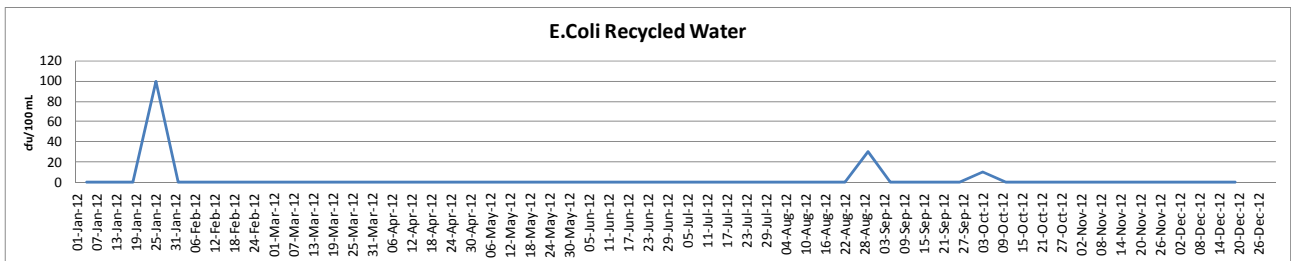 E.Coli Recycled Water
cfu/100 mL
120
100
80
60
40
20
0
01-Jan-12
07-Jan-12
13-Jan-12
19-Jan-12
25-Jan-12
31-Jan-12
06-Feb-12
12-Feb-12
18-Feb-12
24-Feb-12
01-Mar-12
07-Mar-12
13-Mar-12
19-Mar-12
25-Mar-12
31-Mar-12
06-Apr-12
12-Apr-12
18-Apr-12
24-Apr-12
30-Apr-12
06-May-12
12-May-12
18-May-12
24-May-12
30-May-12
05-Jun-12
11-Jun-12
17-Jun-12
23-Jun-12
29-Jun-12
05-Jul-12
11-Jul-12
17-Jul-12
23-Jul-12
29-Jul-12
04-Aug-12
10-Aug-12
16-Aug-12
22-Aug-12
28-Aug-12
03-Sep-12
09-Sep-12
15-Sep-12
21-Sep-12
27-Sep-12
03-Oct-12
09-Oct-12
15-Oct-12
21-Oct-12
27-Oct-12
02-Nov-12
08-Nov-12
14-Nov-12
20-Nov-12
26-Nov-12
02-Dec-12
08-Dec-12
14-Dec-12
20-Dec-12
26-Dec-12